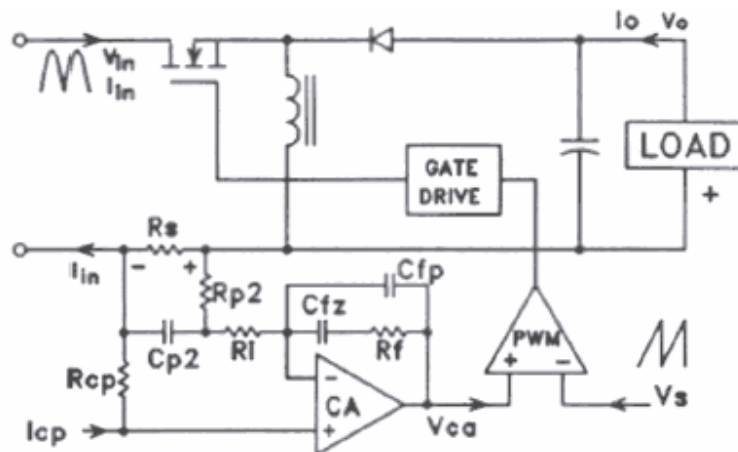 Io Vo
Vin
Iin
GATE
DRIVE
LOAD
+
Rs
- +
Iin
Rp2
Cfp
Cfz
Cp2
Ri
Rf
PWM
+ -
Rcp
-
CA
+
Icp
Vca
Vs